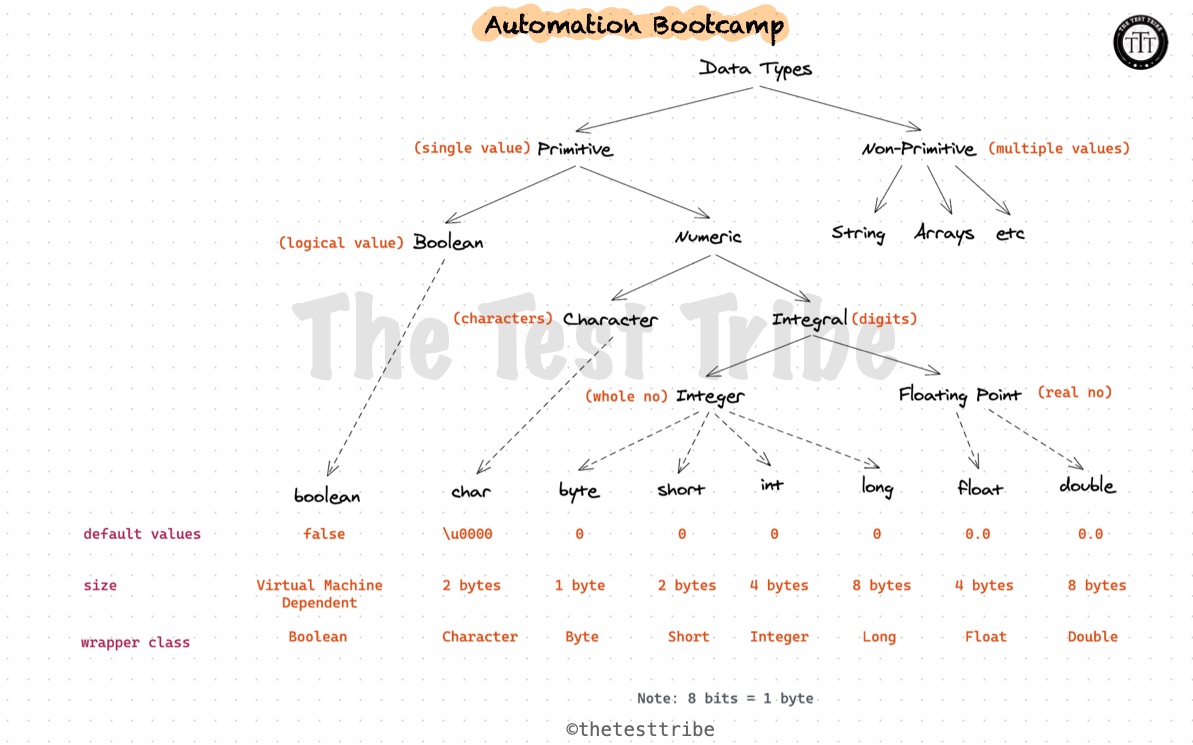 Automation Bootcamp
THE TEST TRIBE
TTT
Data Types
(single value) Primitive
Non-Primitive (multiple values)
(logical value) Boolean
Numeric
String Arrays etc
(characters) Character
Integral (digits)
The Test Tribe
(whole no) Integer
Floating Point (real no)
boolean char byte short int long float double
default values false \u0000 0 0 0 0 0.0 0.0
size Virtual Machine Dependent 2 bytes 1 byte 2 bytes 4 bytes 8 bytes 4 bytes 8 bytes
wrapper class Boolean Character Byte Short Integer Long Float Double
Note: 8 bits = 1 byte
©thetesttribe